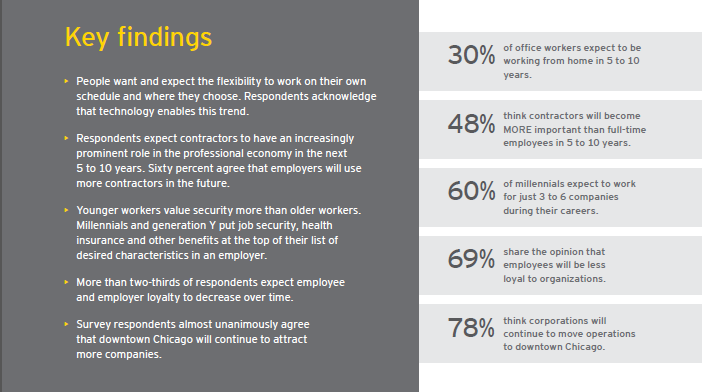 Key findings
‣ People want and expect the flexibility to work on their own
schedule and where they choose. Respondents acknowledge
that technology enables this trend.
‣ Respondents expect contractors to have an increasingly
prominent role in the professional economy in the next
5 to 10 years. Sixty percent agree that employers will use
more contractors in the future.
‣ Younger workers value security more than older workers.
Millennials and generation Y put job security, health
insurance and other benefits at the top of their list of
desired characteristics in an employer.
‣ More than two-thirds of respondents expect employee
and employer loyalty to decrease over time.
‣ Survey respondents almost unanimously agree
that downtown Chicago will continue to attract
more companies.
30% of office workers expect to be
working from home in 5 to 10
years.
48% think contractors will become
MORE important than full-time
employees in 5 to 10 years.
60% of millennials expect to work
for just 3 to 6 companies
during their careers.
69% share the opinion that
employees will be less
loyal to organizations.
78% think corporations will
continue to move operations
to downtown Chicago.